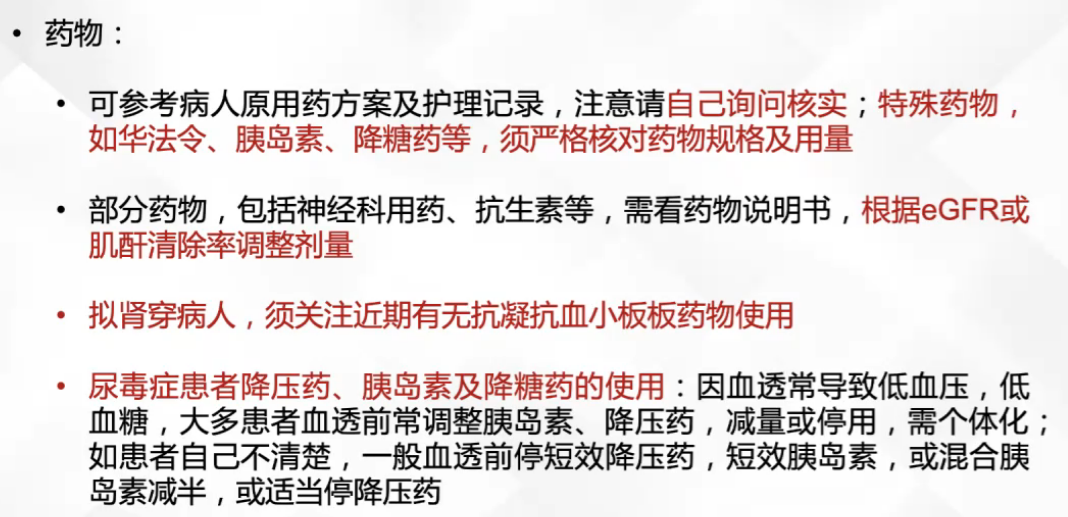 • 药物：
• 可参考病人原用药方案及护理记录，注意请自己询问核实；特殊药物，
如华法令、胰岛素、降糖药等，须严格核对药物规格及用量
• 部分药物，包括神经科用药、抗生素等，需看药物说明书，根据eGFR或
肌酐清除率调整剂量
• 拟肾穿病人，须关注近期有无抗凝抗血小板板药物使用
• 尿毒症患者降压药、胰岛素及降糖药的使用：因血透常导致低血压，低
血糖，大多患者血透前常调整胰岛素、降压药，减量或停用，需个体化；
如患者自己不清楚，一般血透前停短效降压药，短效胰岛素，或混合胰
岛素减半，或适当停降压药